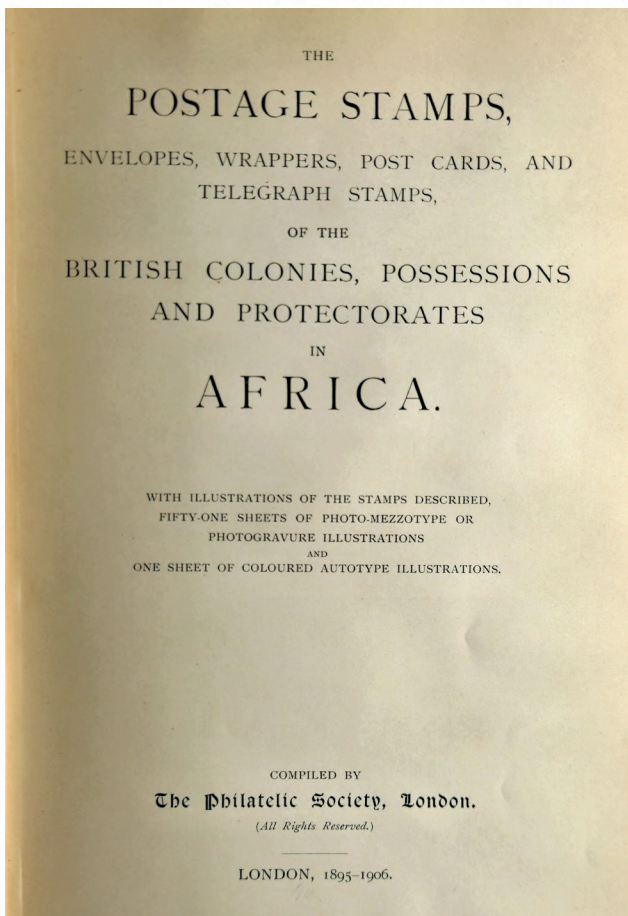 THE
POSTAGE STAMPS,
ENVELOPES, WRAPPERS, POST CARDS, AND
TELEGRAPH STAMPS,
OF THE
BRITISH COLONIES, POSSESSIONS
AND PROTECTORATES
IN
AFRICA.
WITH ILLUSTRATIONS OF THE STAMPS DESCRIBED,
FIFTY-ONE SHEETS OF PHOTO-MEZZOTYPE OR
PHOTOGRAVURE ILLUSTRATIONS
AND
ONE SHEET OF COLOURED AUTOTYPE ILLUSTRATIONS.
COMPILED BY
The Philatelic Society, London.
(All Rights Reserved.)
LONDON, 1895–1906.